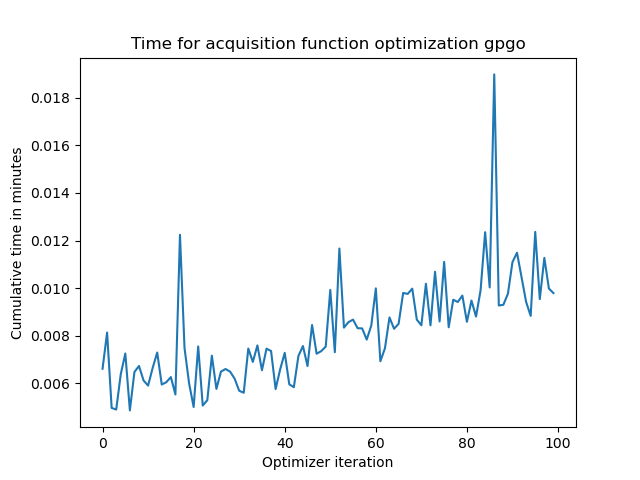 Time for acquisition function optimization gpgo
Cumulative time in minutes
0.018
0.016
0.014
0.012
0.010
0.008
0.006
0 20 40 60 80 100
Optimizer iteration